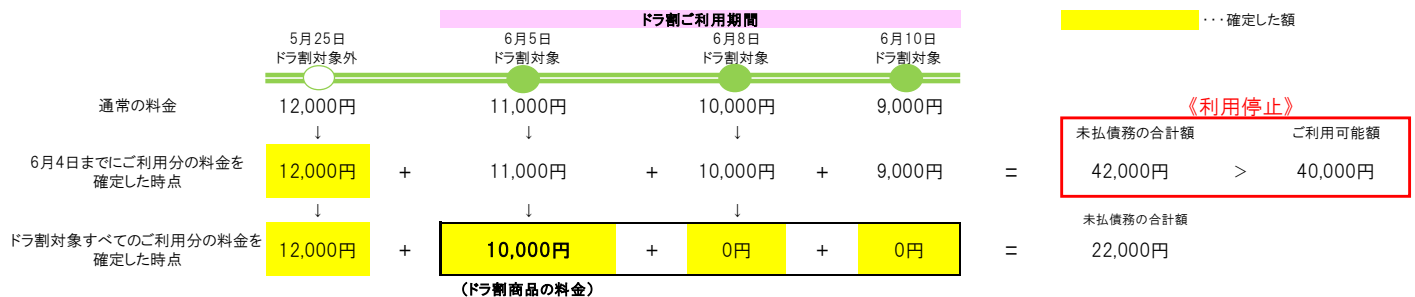 ドラ割ご利用期間
・・・確定した額
5月25日
ドラ割対象外
6月5日
ドラ割対象
6月8日
ドラ割対象
6月10日
ドラ割対象
通常の料金 12,000円 11,000円 10,000円 9,000円
《利用停止》
↓ ↓ ↓
未払債務の合計額 ご利用可能額
6月4日までにご利用分の料金を
確定した時点
12,000円 + 11,000円 + 10,000円 + 9,000円 = 42,000円 > 40,000円
↓ ↓ ↓
未払債務の合計額
ドラ割対象すべてのご利用分の料金を
確定した時点
12,000円 + 10,000円 + 0円 + 0円 = 22,000円
(ドラ割商品の料金)